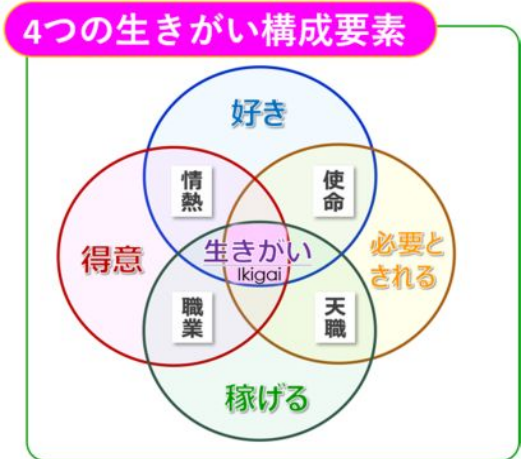 4つの生きがい構成要素
好き
情熱
使命
得意
生きがい
Ikigai
必要と
される
職業
天職
稼げる